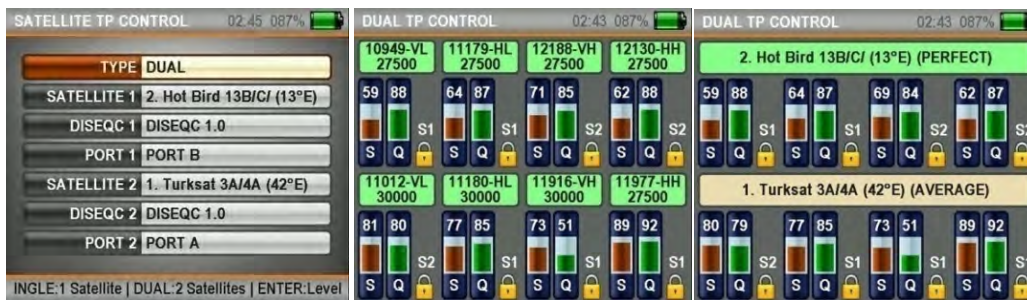 SATELLITE TP CONTROL 02.45 087%
TYPE DUAL
SATELLITE 1 2. Hot Bird 13B/C/ (13°E)
DISEQC 1 DISEQC 1.0
PORT 1 PORT B
SATELLITE 2 1. Turksat 3A/4A (42°E)
DISEQC 2 DISEQC 1.0
PORT 2 PORT A
INGLE:1 Satellite | DUAL:2 Satellites | ENTER:Level
DUAL TP CONTROL 02:43 087%
10949-VL 11179-HL 12188-VH 12130-HH
27500 27500 27500 27500
59 88 64 87 71 85 62 88
S1 S1 S2 S2
S Q S Q S Q S Q
11012-VL 11180-HL 11916-VH 11977-HH
30000 30000 30000 27500
81 80 77 85 73 51 89 92
S2 S2 S1 S1
S Q S Q S Q S Q
DUAL TP CONTROL 02:43 087%
2. Hot Bird 13B/C/ (13°E) (PERFECT)
59 88 64 87 69 84 62 87
S1 S1 S2 S2
S Q S Q S Q S Q
1. Turksat 3A/4A (42°E) (AVERAGE)
80 79 77 85 73 51 89 92
S2 S2 S1 S1
S Q S Q S Q S Q